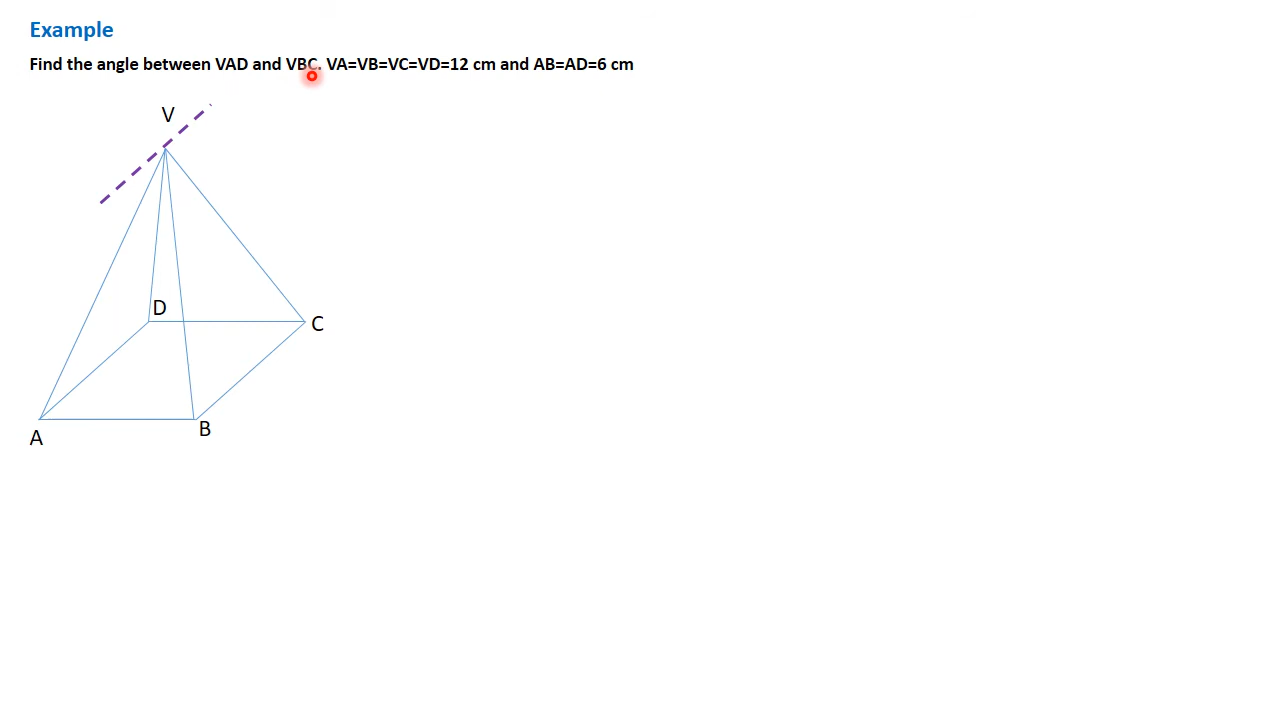 Example
Find the angle between VAD and VBC. VA=VB=VC=VD=12 cm and AB=AD=6 cm
V
D
C
B
A